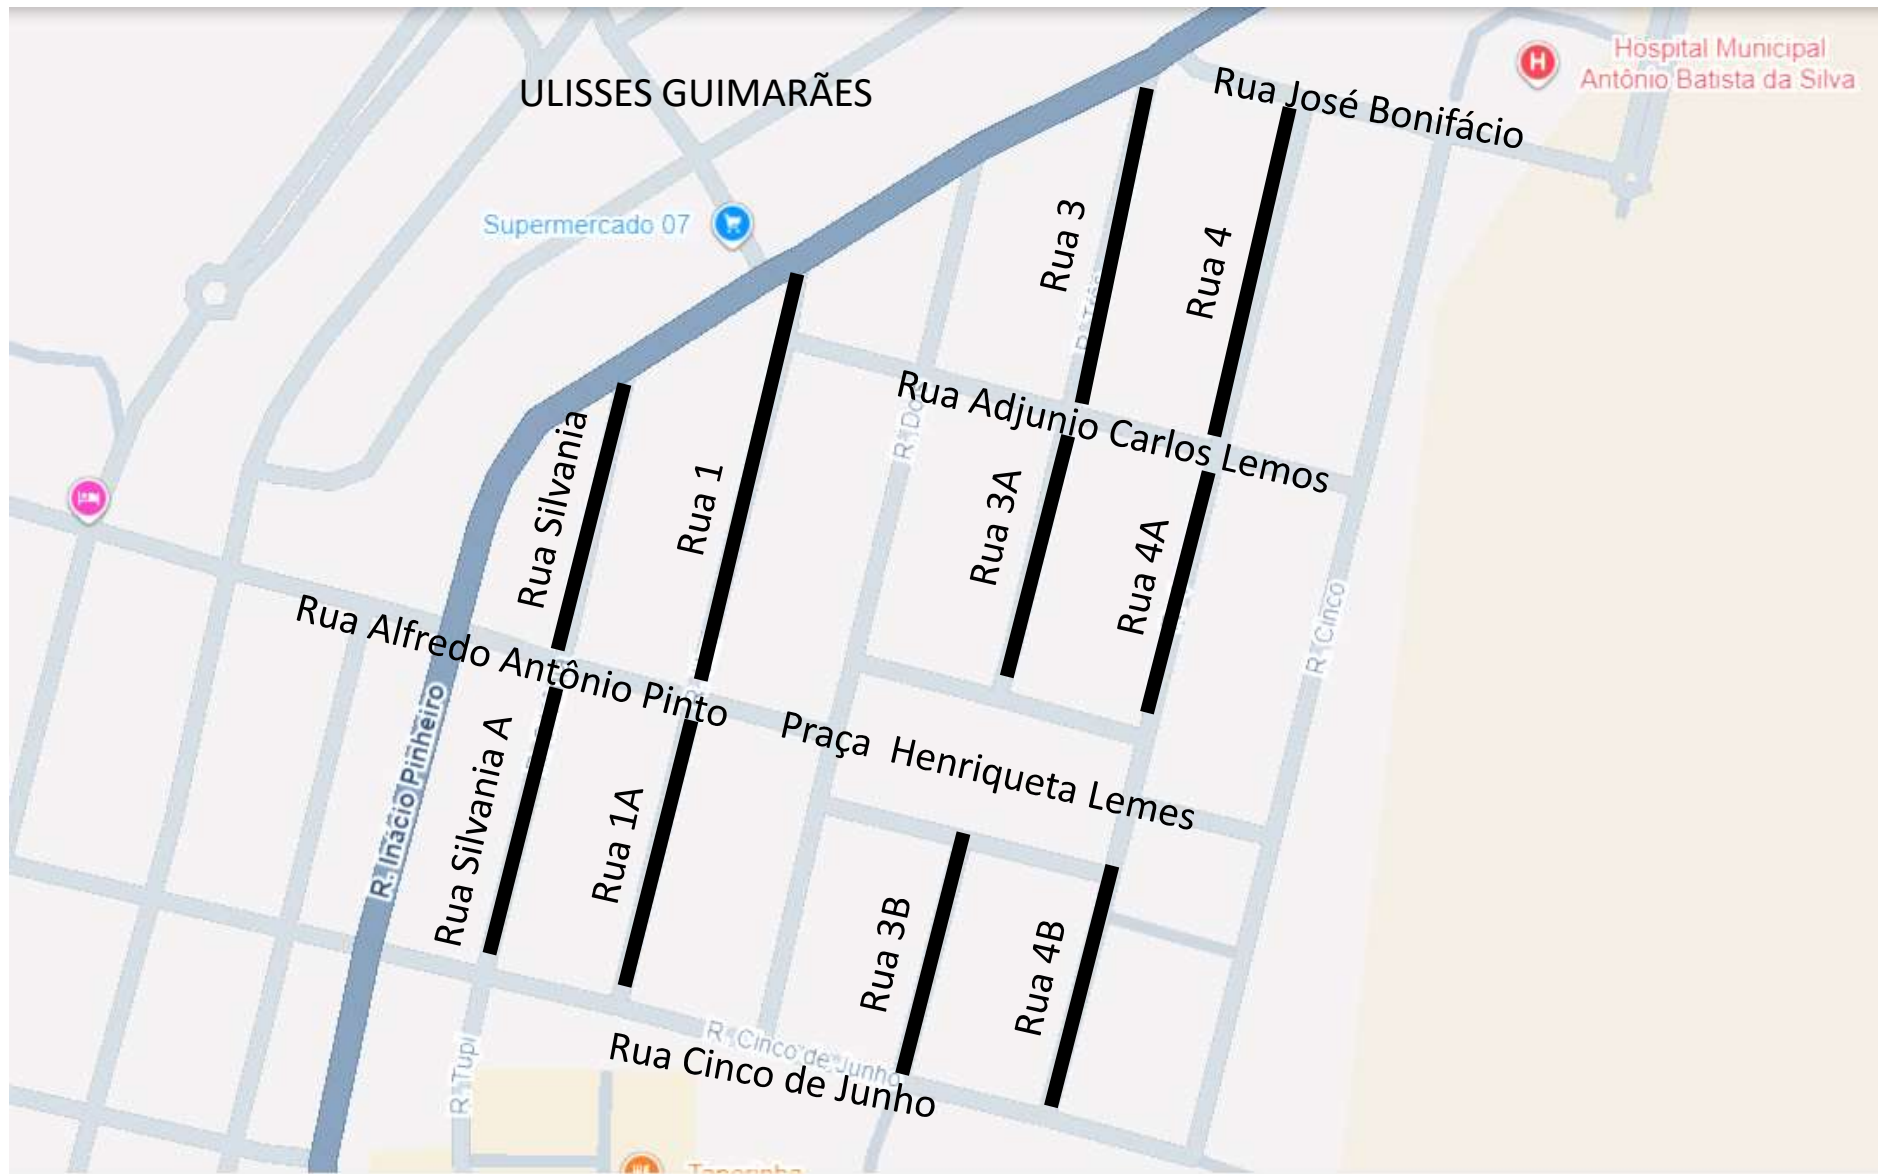 Hospital Municipal
Antônio Batista da Silva
ULISSES GUIMARÃES
Rua José Bonifácio
Supermercado 07
Rua 3
Rua 4
Rua Adjunio Carlos Lemos
Rua Silvania
Rua 1
Rua 3A
Rua 4A
R. Cinco
Rua Alfredo Antônio Pinto
Praça Henriqueta Lemes
R. Inácio Pinheiro
Rua Silvania A
Rua 1A
Rua 3B
Rua 4B
R. Cinco de Junho
Rua Cinco de Junho
R. Tupi